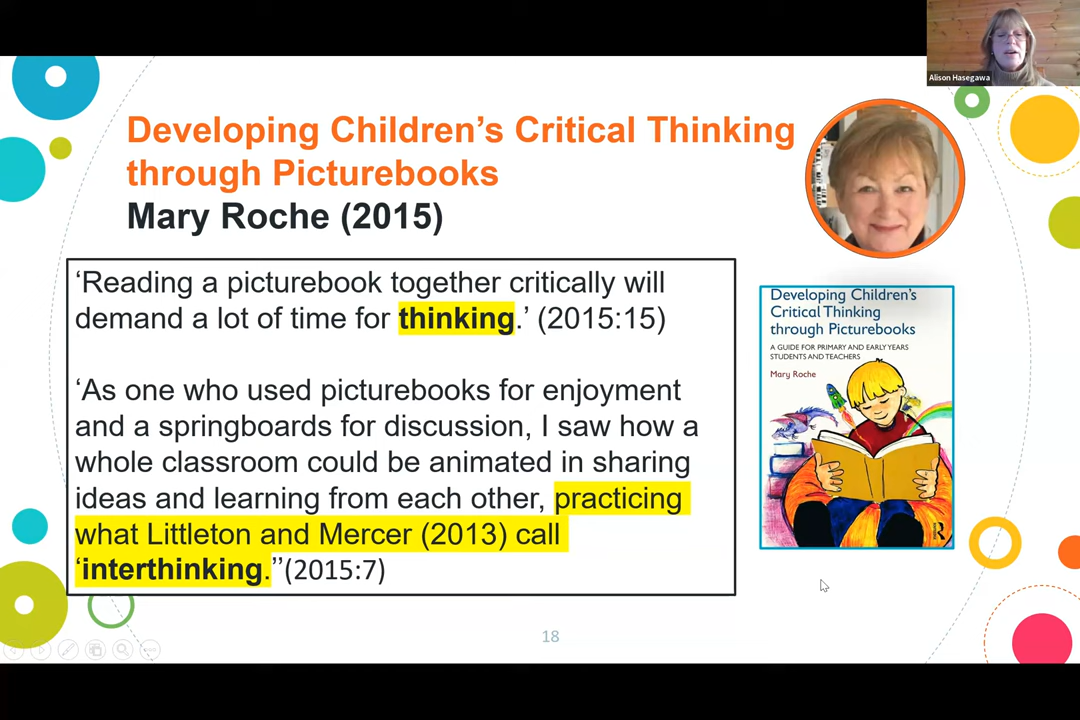 Alison Hasegawa
Developing Children's Critical Thinking
through Picturebooks
Mary Roche (2015)
‘Reading a picturebook together critically will
demand a lot of time for thinking.’ (2015:15)
‘As one who used picturebooks for enjoyment
and a springboards for discussion, I saw how a
whole classroom could be animated in sharing
ideas and learning from each other, practicing
what Littleton and Mercer (2013) call
‘interthinking.’’(2015:7)
Developing Children's
Critical Thinking
through Picturebooks
A GUIDE FOR PRIMARY AND EARLY YEARS
STUDENTS AND TEACHERS
Mary Roche
18